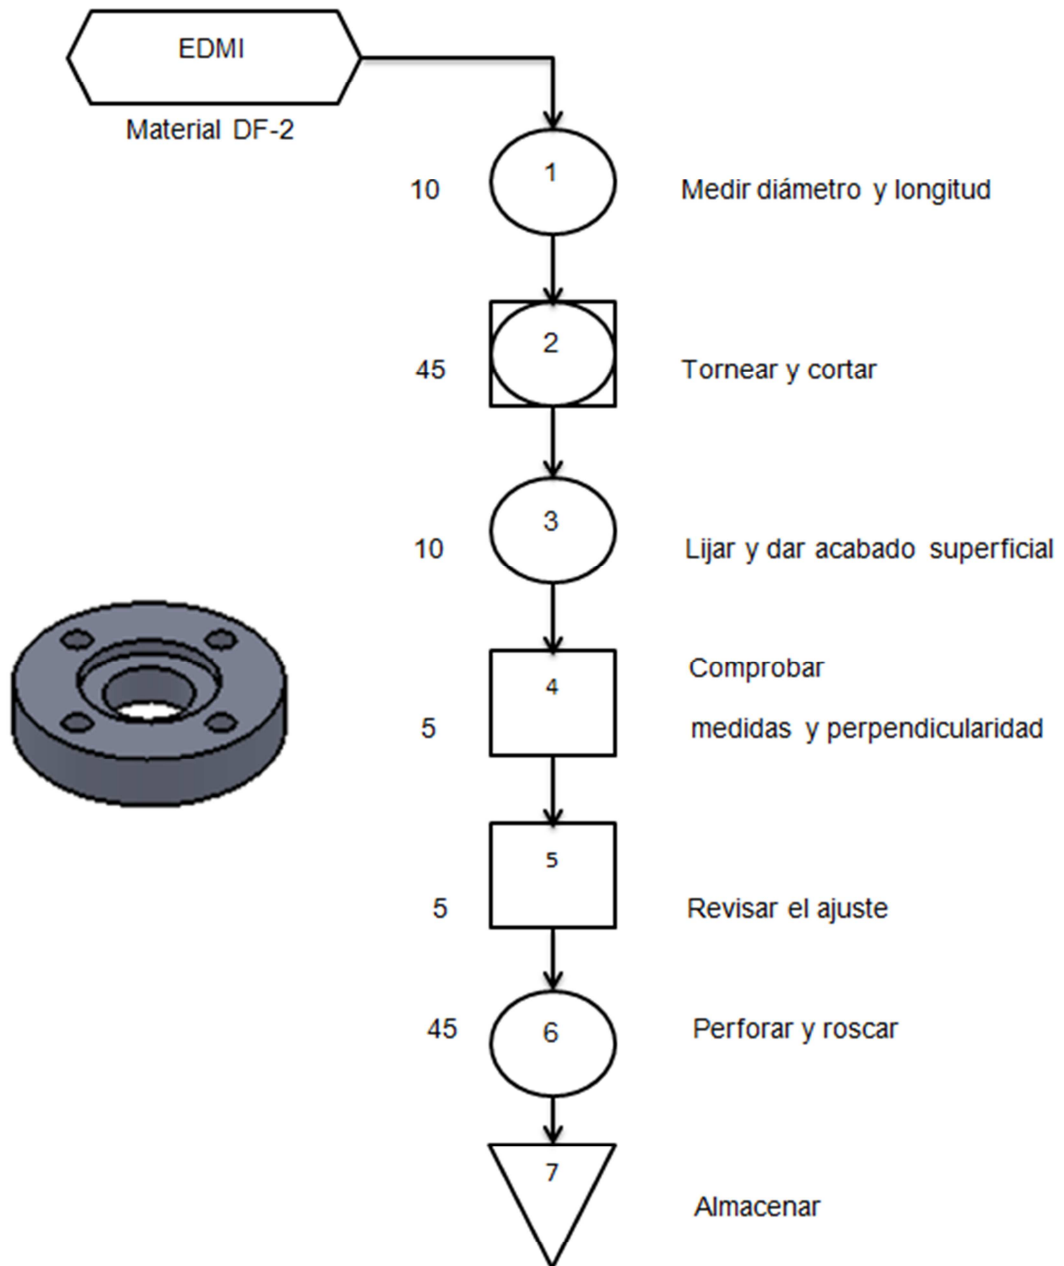 EDMI
Material DF-2
1
10
Medir diámetro y longitud
2
45
Tornear y cortar
3
10
Lijar y dar acabado superficial
4
Comprobar
5
medidas y perpendicularidad
5
5
Revisar el ajuste
6
45
Perforar y roscar
7
Almacenar